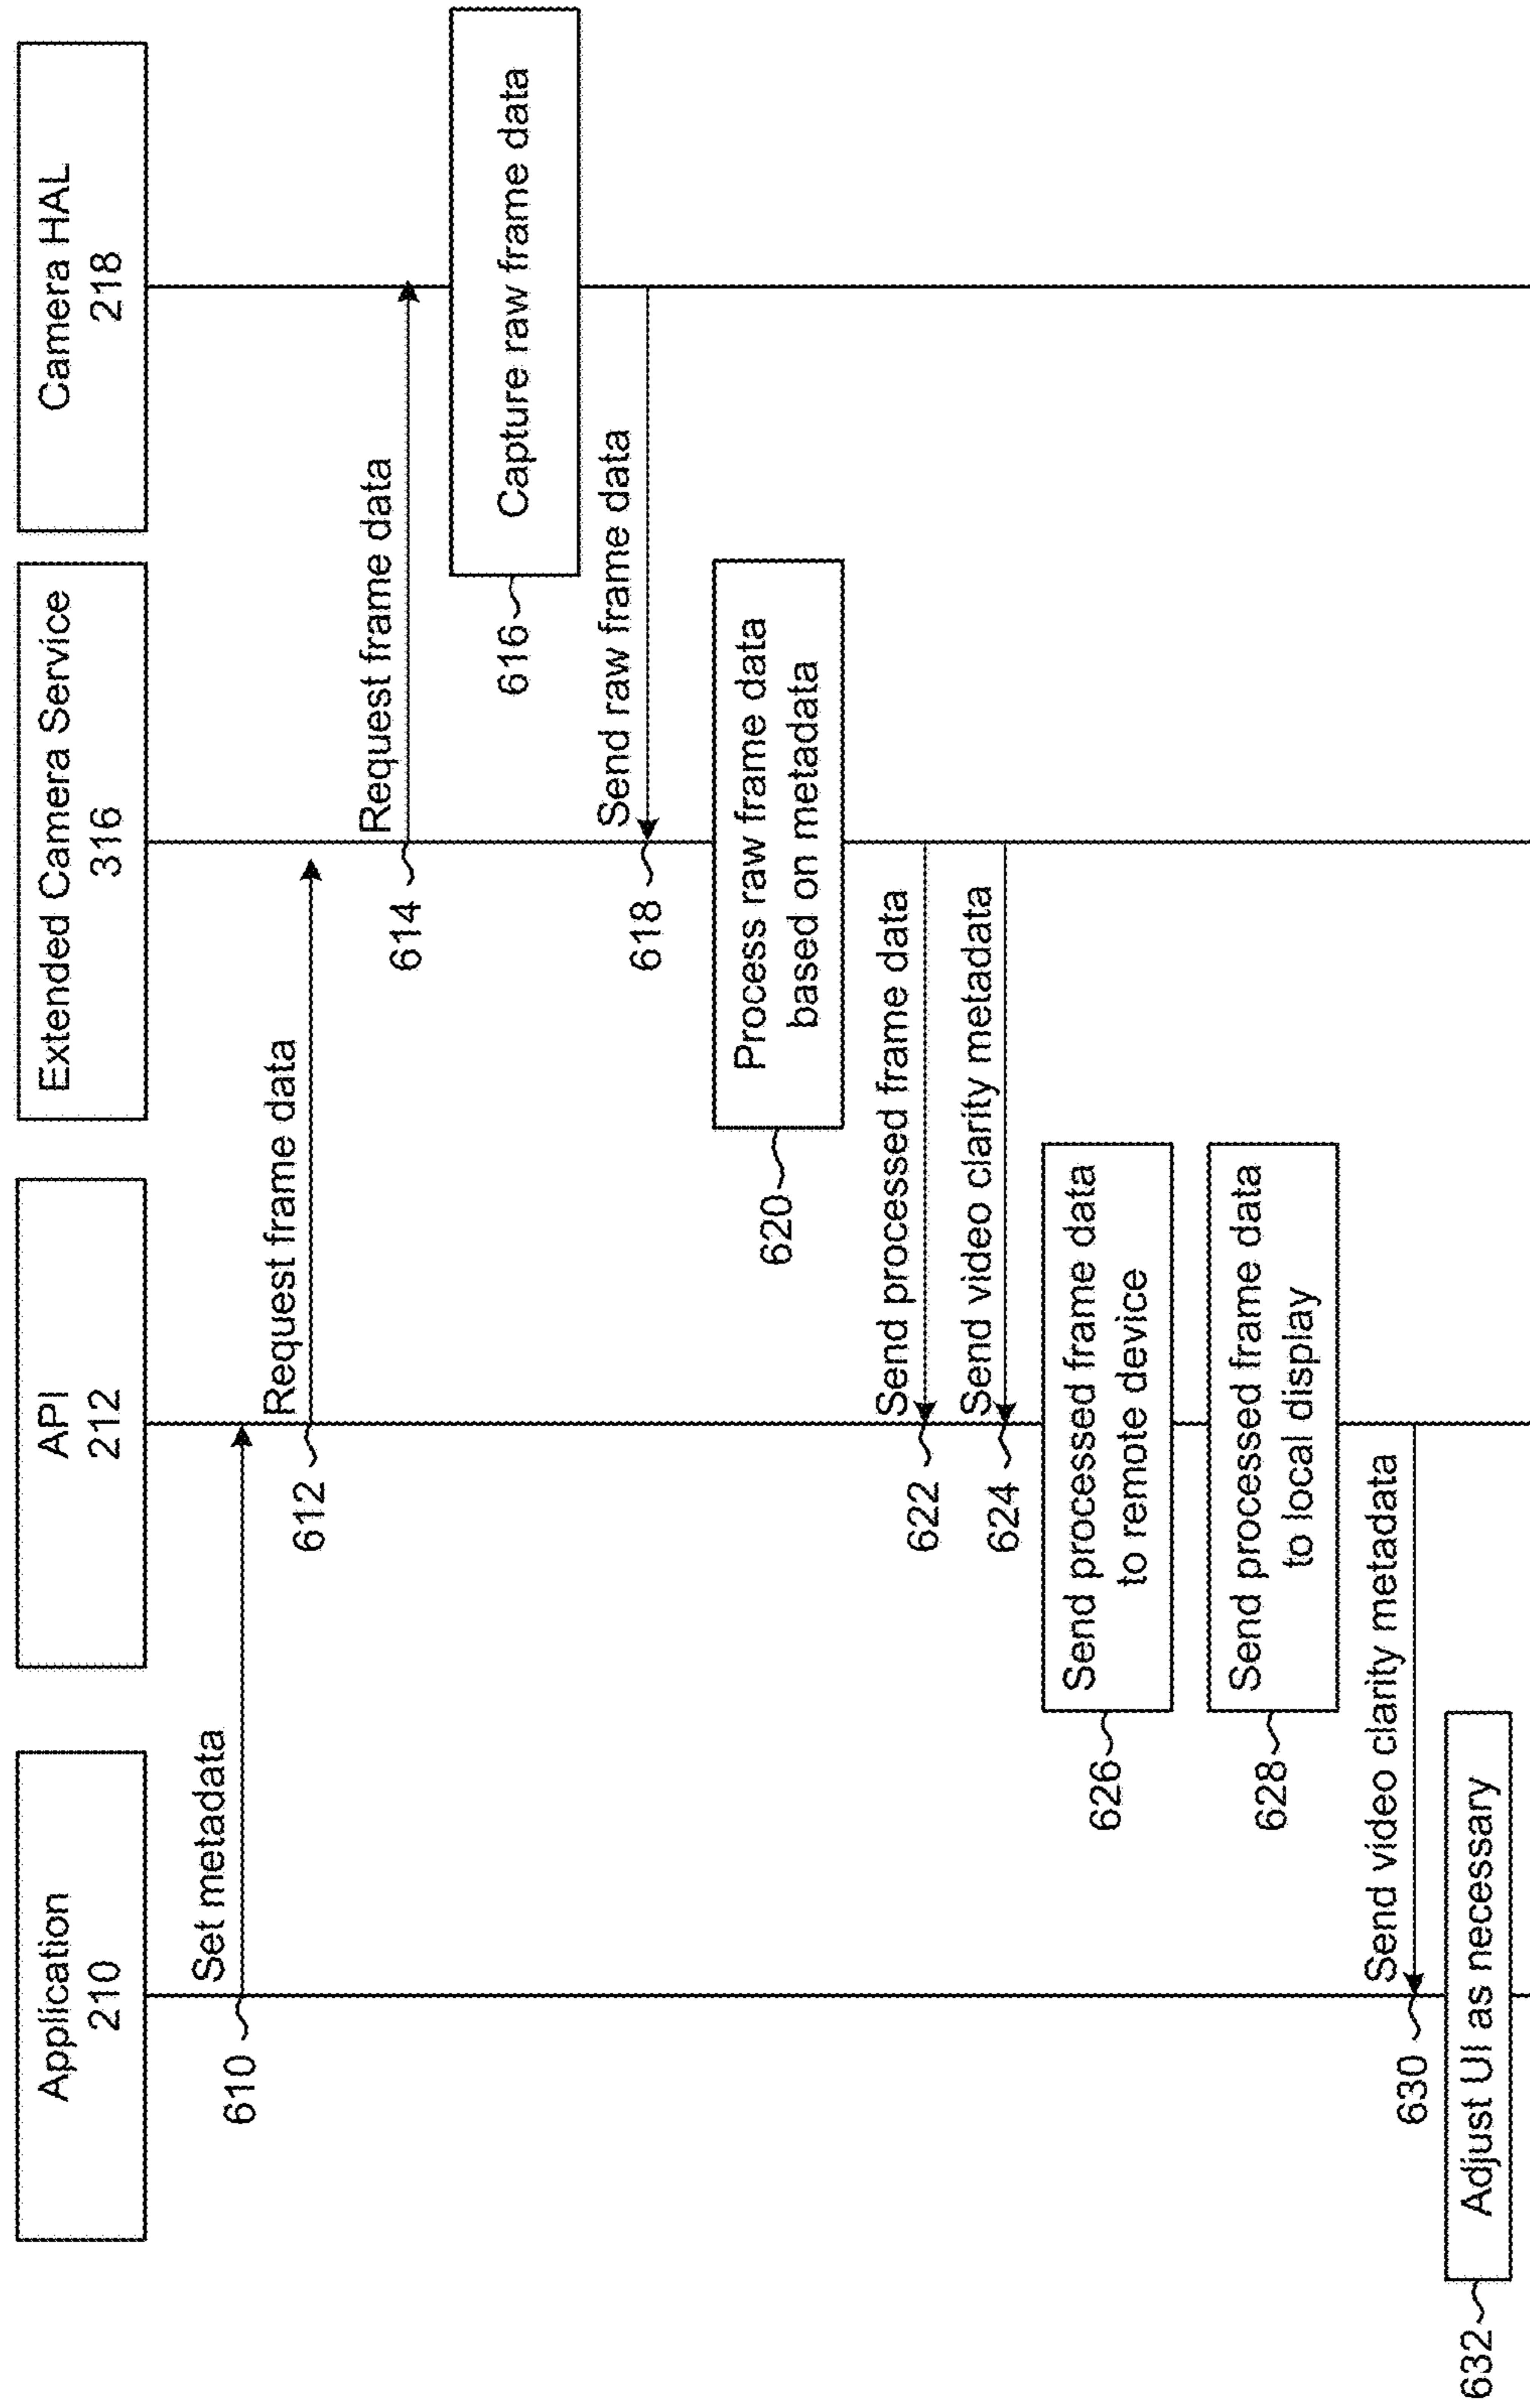 Application
210
API
212
Extended Camera Service
316
Camera HAL
218
Set metadata
610
Request frame data
612
Request frame data
614
Capture raw frame data
616
Send raw frame data
618
Process raw frame data
based on metadata
620
Send processed frame data
622
Send video clarity metadata
624
Send processed frame data
to remote device
626
Send processed frame data
to local display
628
Send video clarity metadata
630
Adjust UI as necessary
632